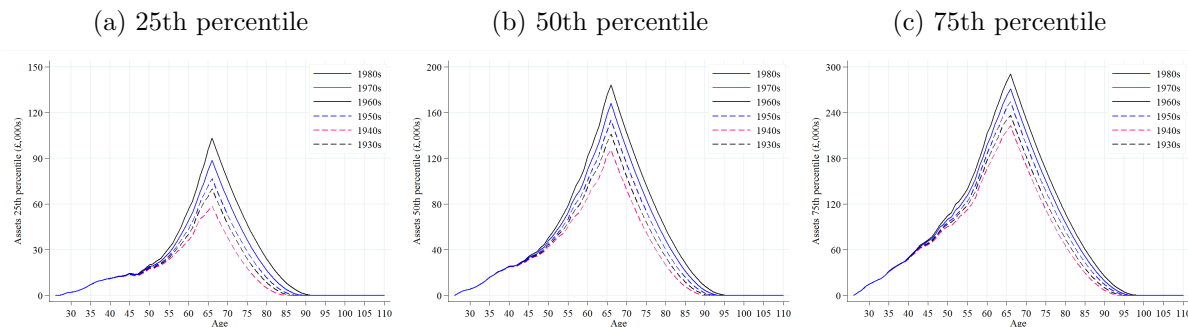 (a) 25th percentile
Assets 25th percentile (£,000s)
150
120
90
60
30
0
30 35 40 45 50 55 60 65 70 75 80 85 90 95 100 105 110
Age
1980s
1970s
1960s
1950s
1940s
1930s
(b) 50th percentile
Assets 50th percentile (£,000s)
200
160
120
80
40
0
30 35 40 45 50 55 60 65 70 75 80 85 90 95 100 105 110
Age
1980s
1970s
1960s
1950s
1940s
1930s
(c) 75th percentile
Assets 75th percentile (£,000s)
300
240
180
120
60
0
30 35 40 45 50 55 60 65 70 75 80 85 90 95 100 105 110
Age
1980s
1970s
1960s
1950s
1940s
1930s